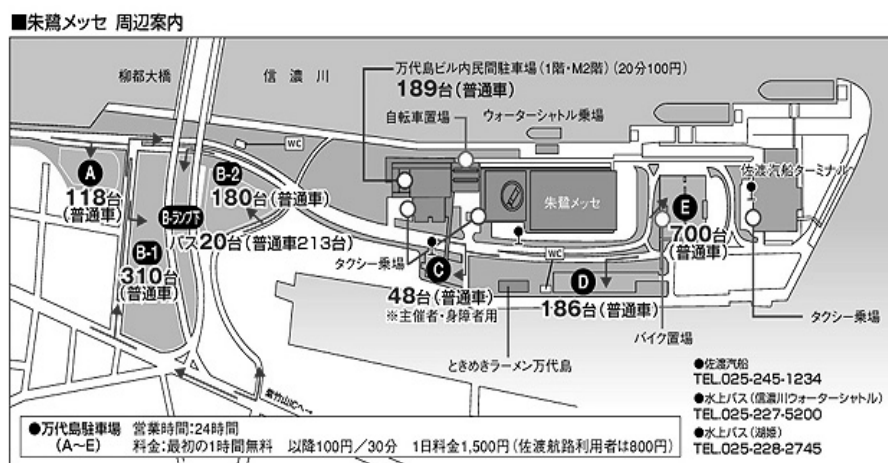 ■朱鷺メッセ 周辺案内
柳都大橋
信濃川
万代島ビル内民間駐車場(1階・M2階)(20分100円)
189台(普通車)
自転車置場
ウォーターシャトル乗場
WC
A
118台
(普通車)
B-2
180台
(普通車)
B-ランプ下
バス20台(普通車213台)
B-1
310台
(普通車)
朱鷺メッセ
佐渡汽船ターミナル
E
700台
(普通車)
タクシー乗場
C
48台(普通車)
※主催者・身障者用
WC
D
186台(普通車)
ときめきラーメン万代島
バイク置場
タクシー乗場
紫竹山ICへ→
●佐渡汽船
TEL.025-245-1234
●水上バス(信濃川ウォーターシャトル)
TEL.025-227-5200
●水上バス(湖姫)
TEL.025-228-2745
●万代島駐車場 営業時間:24時間
(A〜E) 料金:最初の1時間無料 以降100円/30分 1日料金1,500円(佐渡航路利用者は800円)